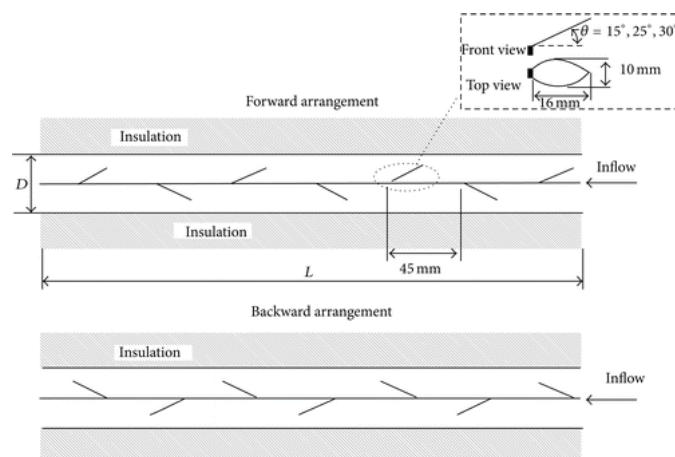 Front view
θ = 15°, 25°, 30°
Top view
10 mm
16 mm
Forward arrangement
Insulation
D
Inflow
Insulation
45 mm
L
Backward arrangement
Insulation
Inflow